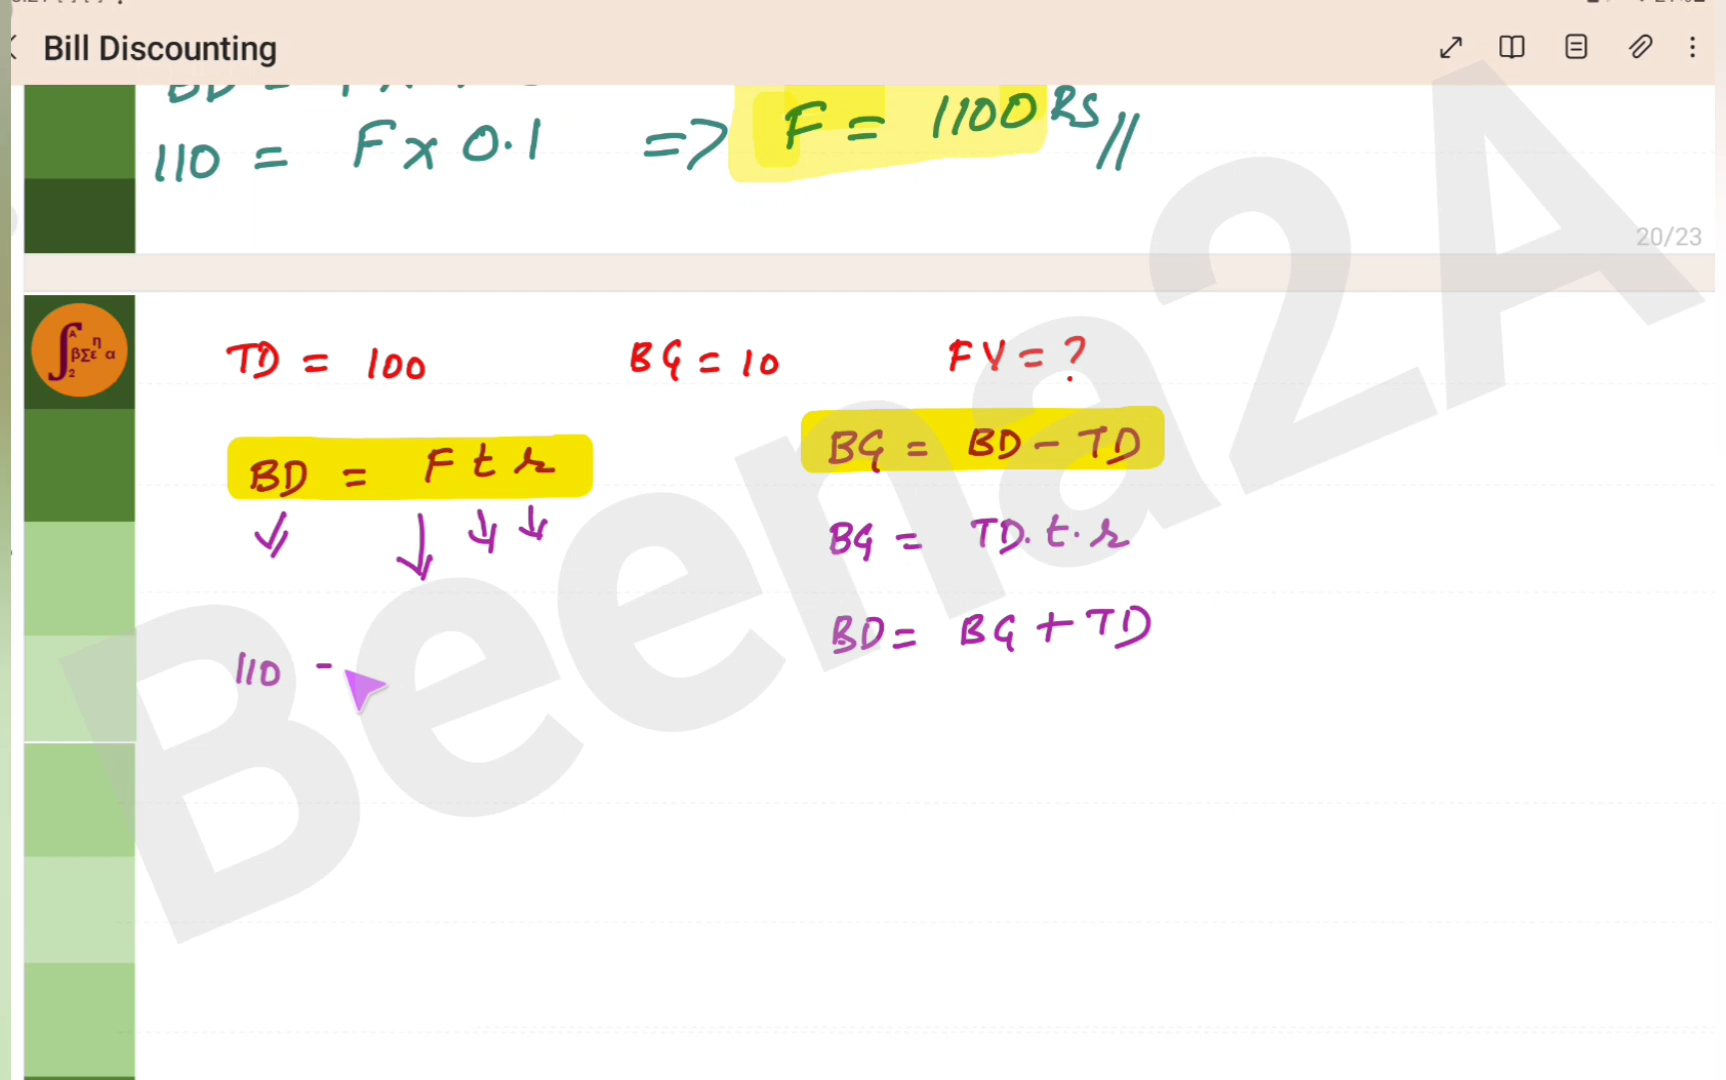 Bill Discounting
110 = F x 0.1 => F = 1100 RS //
20/23
TD = 100 BG = 10 FV = ?
BD = F t r BG = BD - TD
BG = TD. t. r
BD = BG + TD
110 -
Beena2A